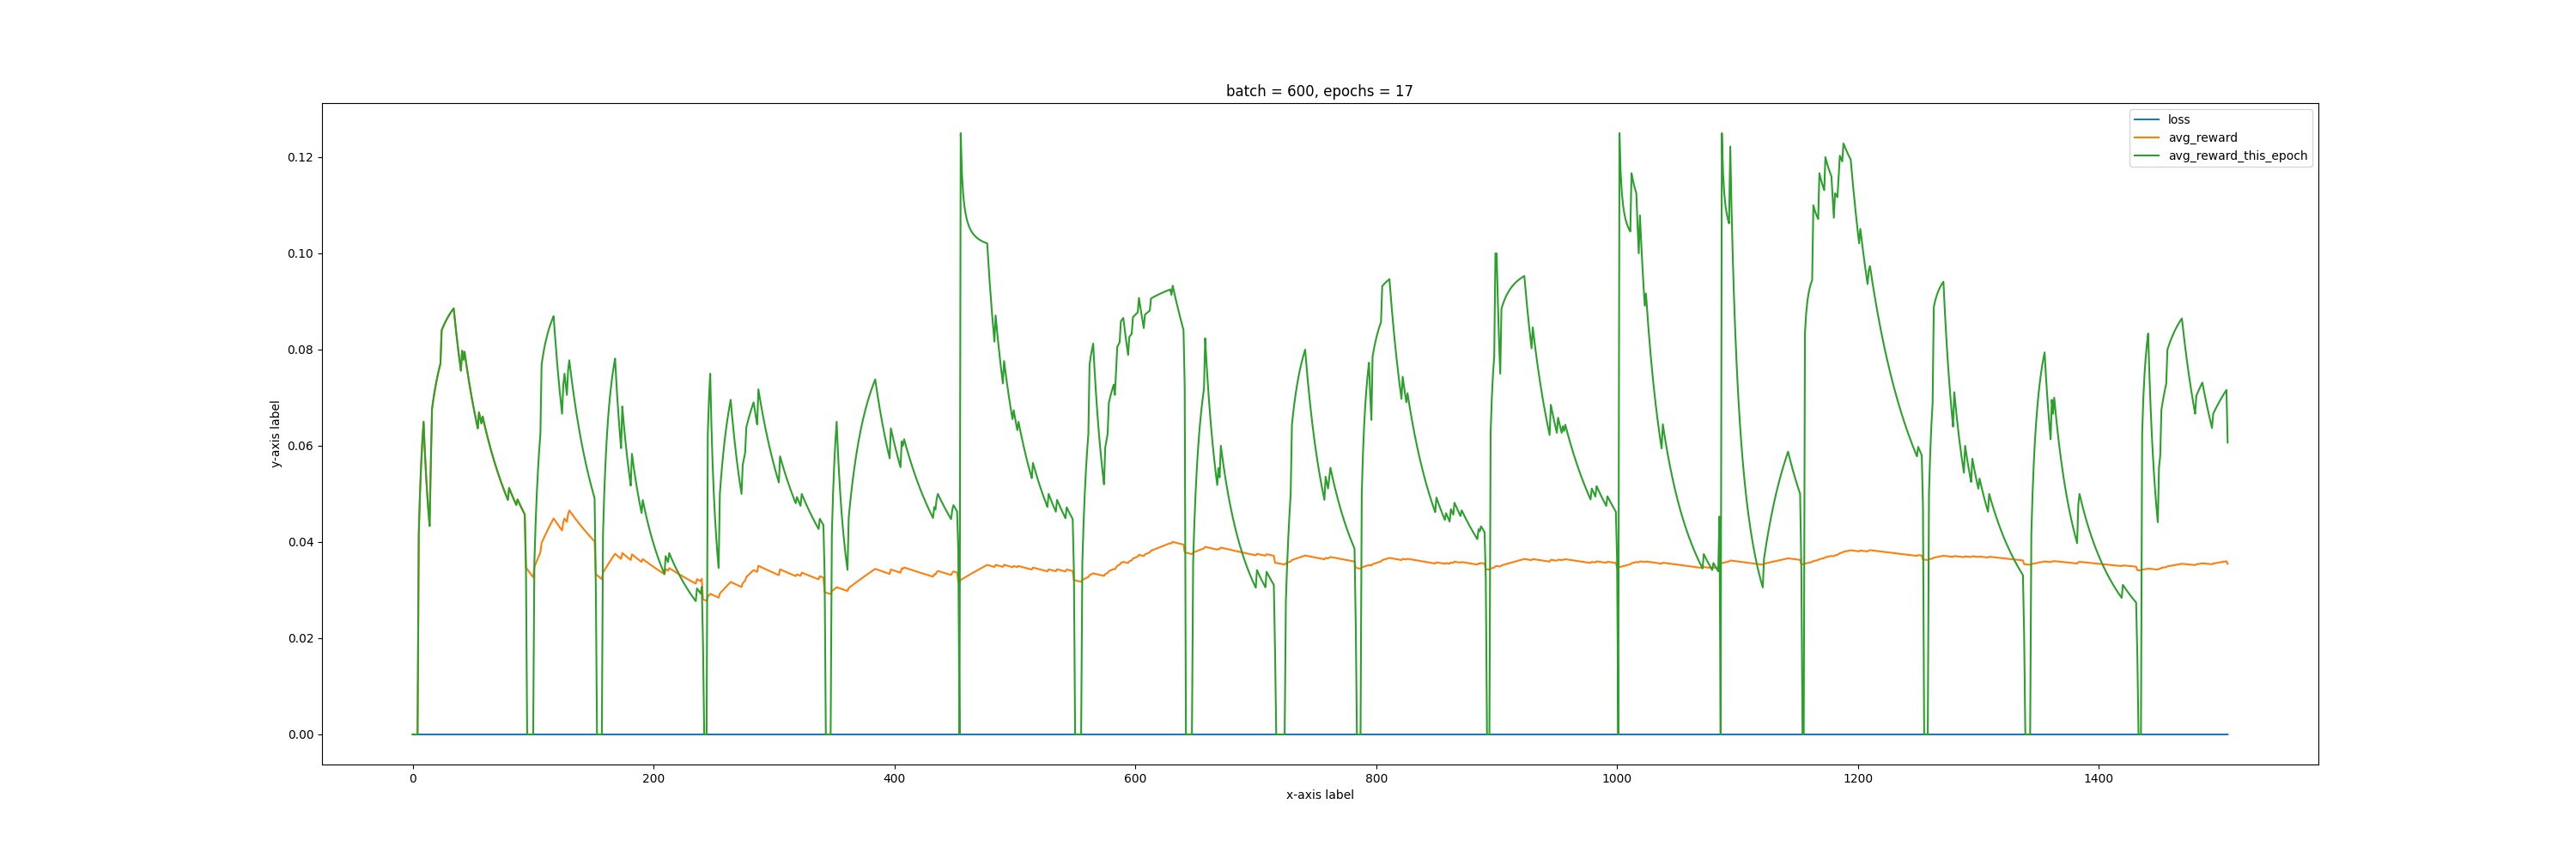 batch = 600, epochs = 17
loss
avg_reward
avg_reward_this_epoch
y-axis label
0.12
0.10
0.08
0.06
0.04
0.02
0.00
0 200 400 600 800 1000 1200 1400
x-axis label